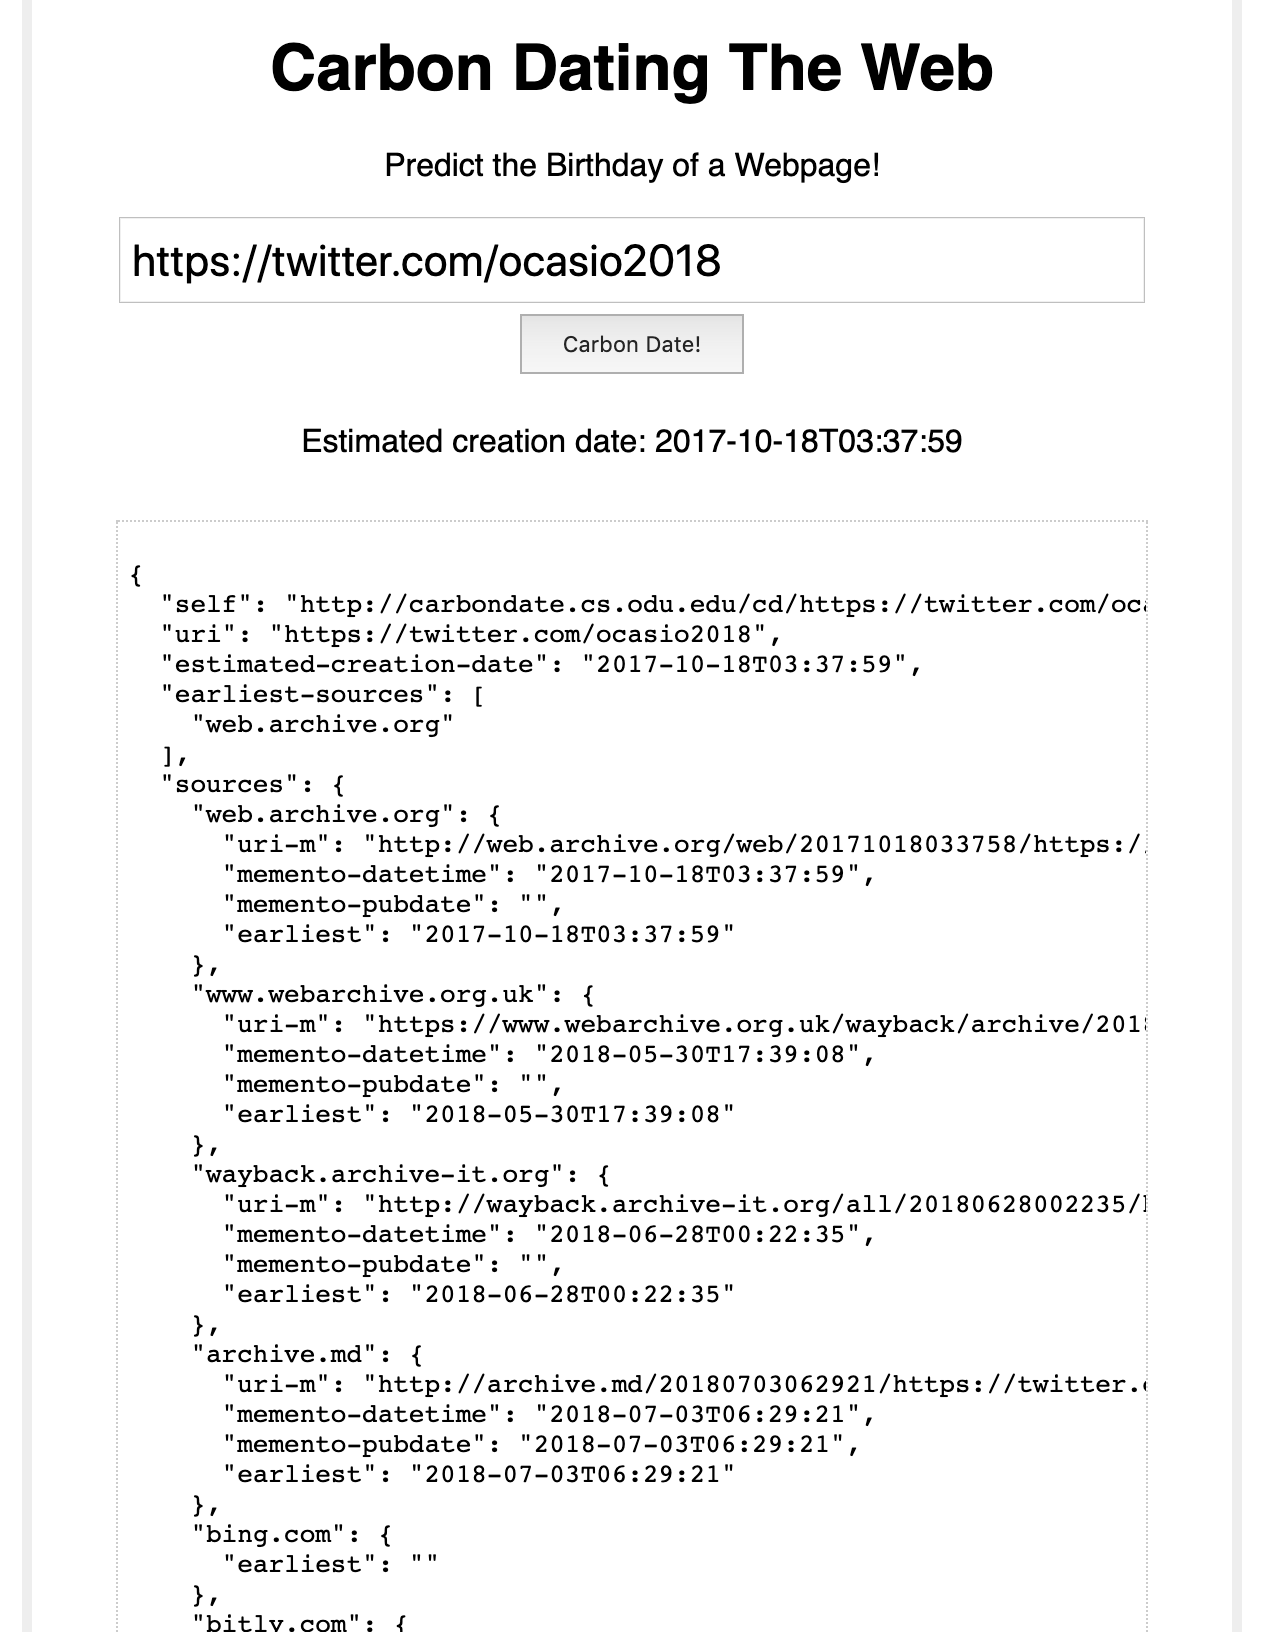 Carbon Dating The Web
Predict the Birthday of a Webpage!
https://twitter.com/ocasio2018
Carbon Date!
Estimated creation date: 2017-10-18T03:37:59
{
  "self": "http://carbondate.cs.odu.edu/cd/https://twitter.com/oca
  "uri": "https://twitter.com/ocasio2018",
  "estimated-creation-date": "2017-10-18T03:37:59",
  "earliest-sources": [
    "web.archive.org"
  ],
  "sources": {
    "web.archive.org": {
      "uri-m": "http://web.archive.org/web/20171018033758/https:/
      "memento-datetime": "2017-10-18T03:37:59",
      "memento-pubdate": "",
      "earliest": "2017-10-18T03:37:59"
    },
    "www.webarchive.org.uk": {
      "uri-m": "https://www.webarchive.org.uk/wayback/archive/201
      "memento-datetime": "2018-05-30T17:39:08",
      "memento-pubdate": "",
      "earliest": "2018-05-30T17:39:08"
    },
    "wayback.archive-it.org": {
      "uri-m": "http://wayback.archive-it.org/all/20180628002235/
      "memento-datetime": "2018-06-28T00:22:35",
      "memento-pubdate": "",
      "earliest": "2018-06-28T00:22:35"
    },
    "archive.md": {
      "uri-m": "http://archive.md/20180703062921/https://twitter.
      "memento-datetime": "2018-07-03T06:29:21",
      "memento-pubdate": "2018-07-03T06:29:21",
      "earliest": "2018-07-03T06:29:21"
    },
    "bing.com": {
      "earliest": ""
    },
    "bitly.com": {